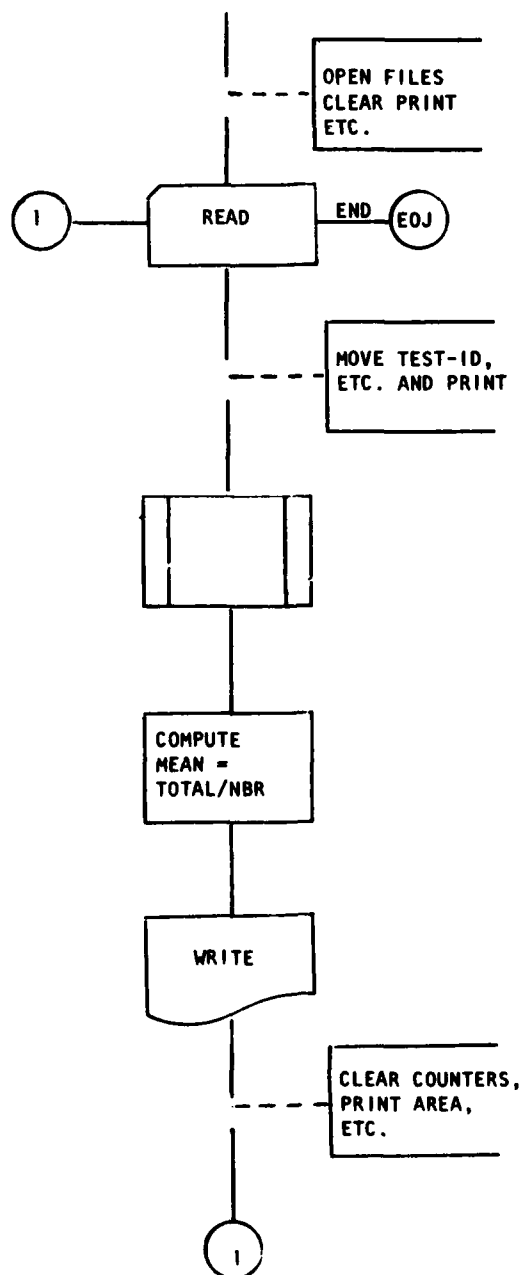 OPEN FILES
CLEAR PRINT
ETC.
1
READ
END
EOJ
MOVE TEST-ID,
ETC. AND PRINT
COMPUTE
MEAN =
TOTAL/NBR
WRITE
CLEAR COUNTERS,
PRINT AREA,
ETC.
1